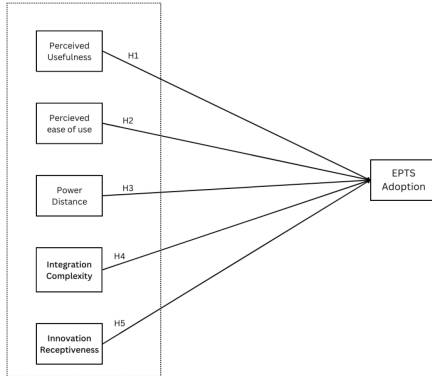 Perceived
Usefulness
H1
Percieved
ease of use
H2
Power
Distance
H3
Integration
Complexity
H4
Innovation
Receptiveness
H5
EPTS
Adoption